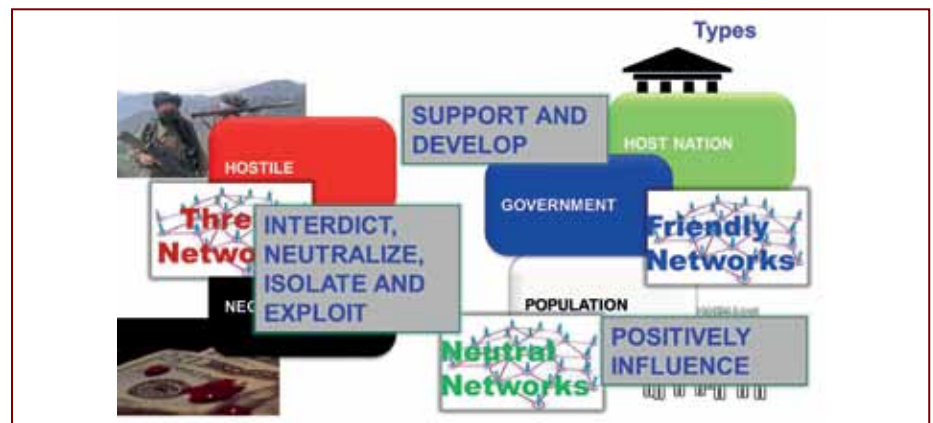 Types
SUPPORT AND
DEVELOP
HOST NATION
HOSTILE
GOVERNMENT
INTERDICT,
NEUTRALIZE,
ISOLATE AND
EXPLOIT
Friendly
Networks
POPULATION
POSITIVELY
INFLUENCE
Neutral
Networks